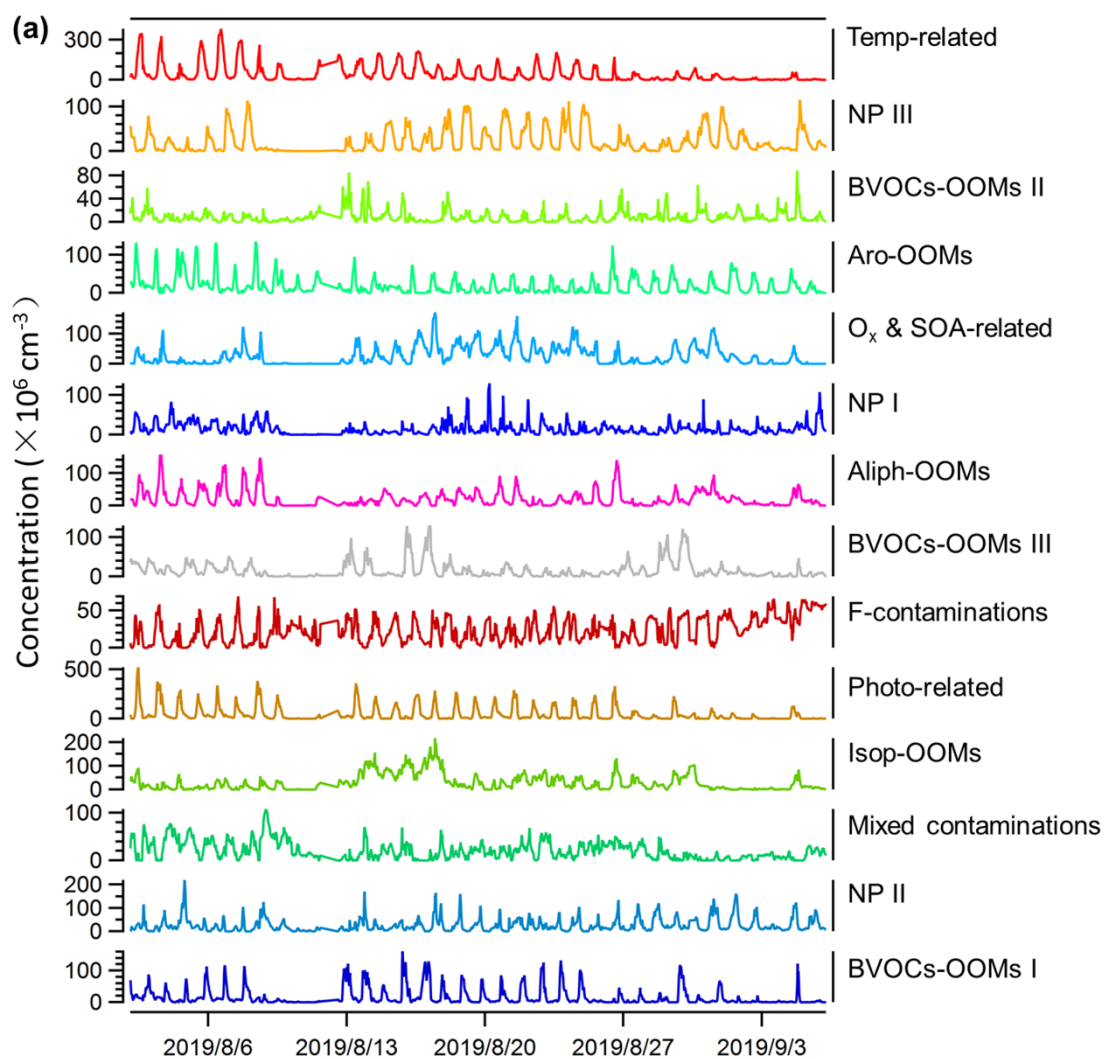 (a)
Concentration (× 10⁶ cm⁻³)
300
0
Temp-related
100
0
NP III
80
40
0
BVOCs-OOMs II
100
0
Aro-OOMs
100
0
Oₓ & SOA-related
100
0
NP I
100
0
Aliph-OOMs
100
0
BVOCs-OOMs III
50
0
F-contaminations
500
0
Photo-related
200
100
0
Isop-OOMs
100
0
Mixed contaminations
200
100
0
NP II
100
0
BVOCs-OOMs I
2019/8/6 2019/8/13 2019/8/20 2019/8/27 2019/9/3